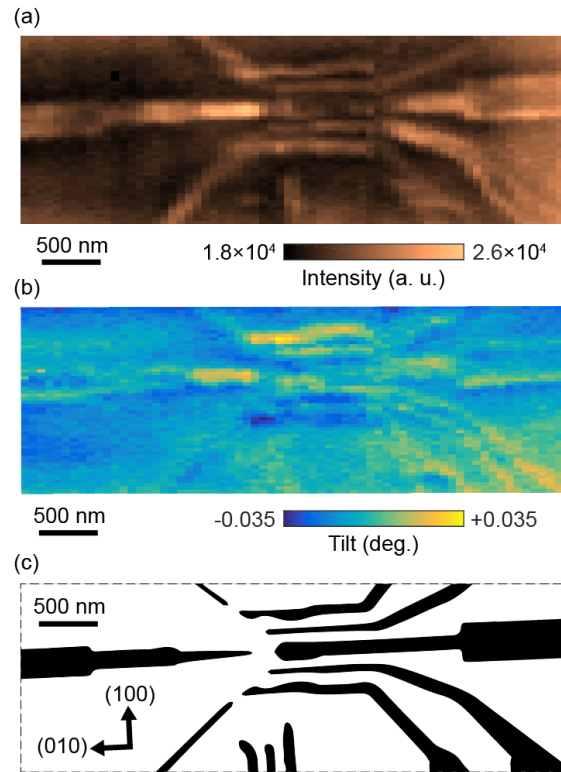 (a)
500 nm
1.8×10⁴
2.6×10⁴
Intensity (a. u.)
(b)
500 nm
-0.035
+0.035
Tilt (deg.)
(c)
500 nm
(100)
(010)